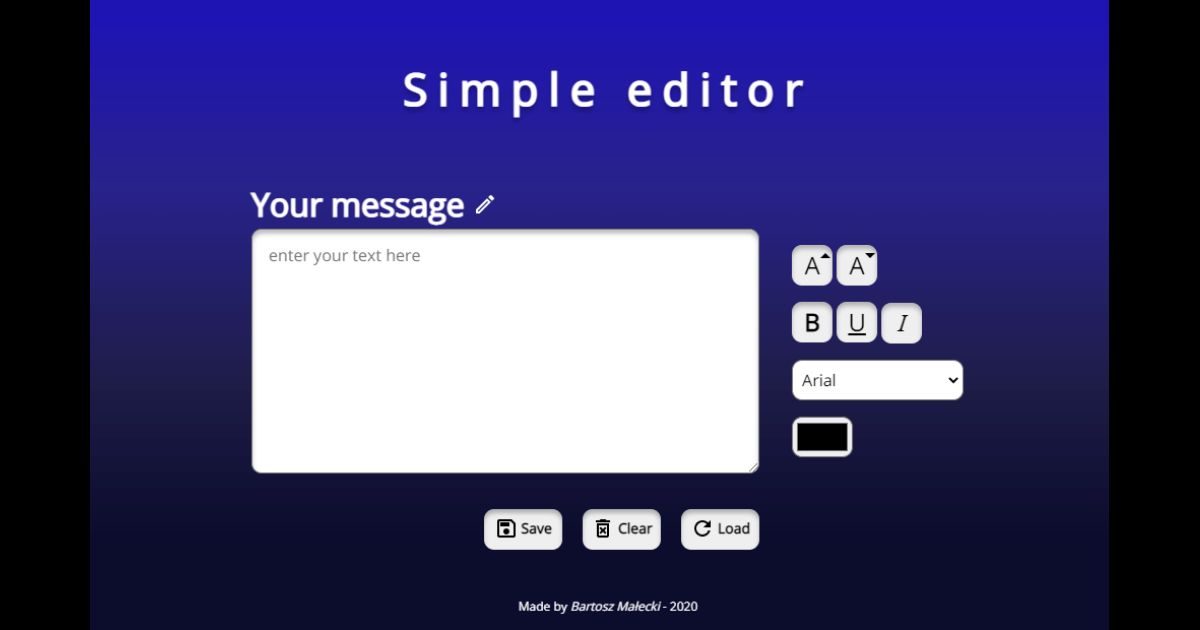 Simple editor
Your message
enter your text here
A A
B U I
Arial
Save Clear Load
Made by Bartosz Małecki - 2020